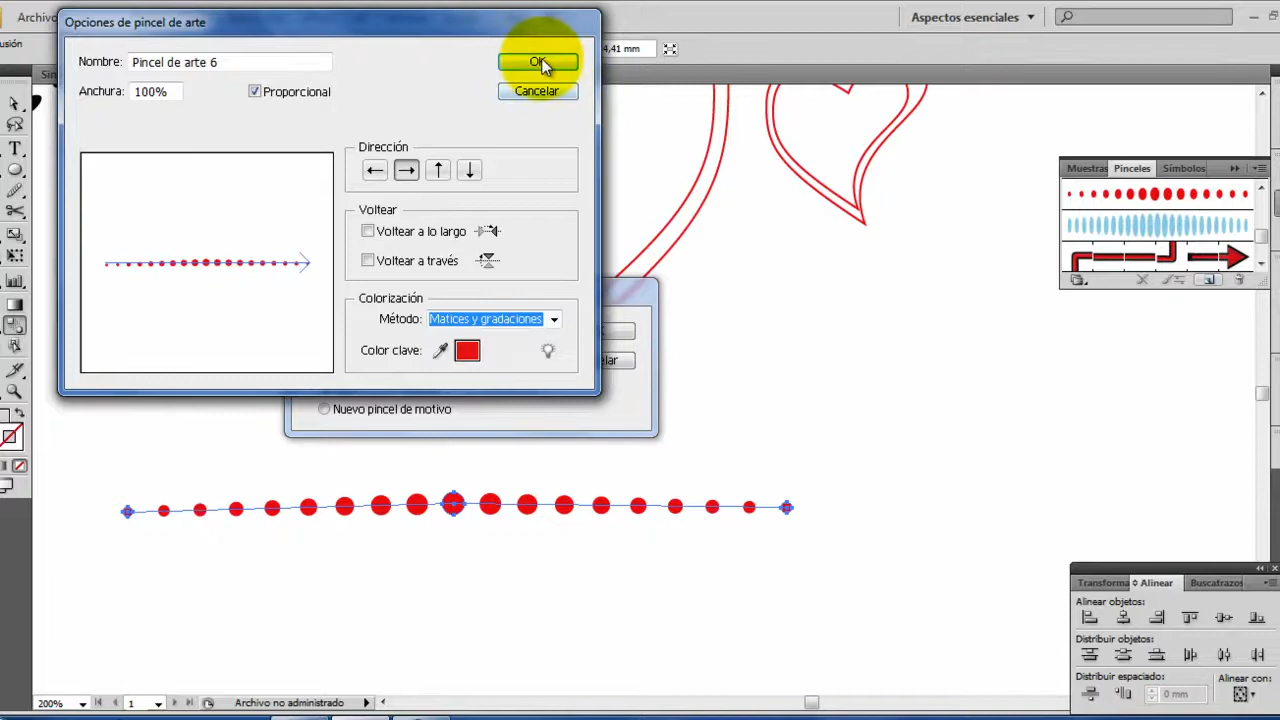 Archivo
Aspectos esenciales
Opciones de pincel de arte
usión
4,41 mm
Nombre: Pincel de arte 6
OK
Anchura: 100%
Proporcional
Cancelar
Sin
Dirección
Muestras Pinceles Símbolos
Voltear
Voltear a lo largo
Voltear a través
Colorización
Método: Matices y gradaciones
Color clave:
elar
Nuevo pincel de motivo
Transforma Alinear Buscatrazos
Alinear objetos:
Distribuir objetos:
Distribuir espaciado: Alinear con:
0 mm
200% 1 Archivo no administrado